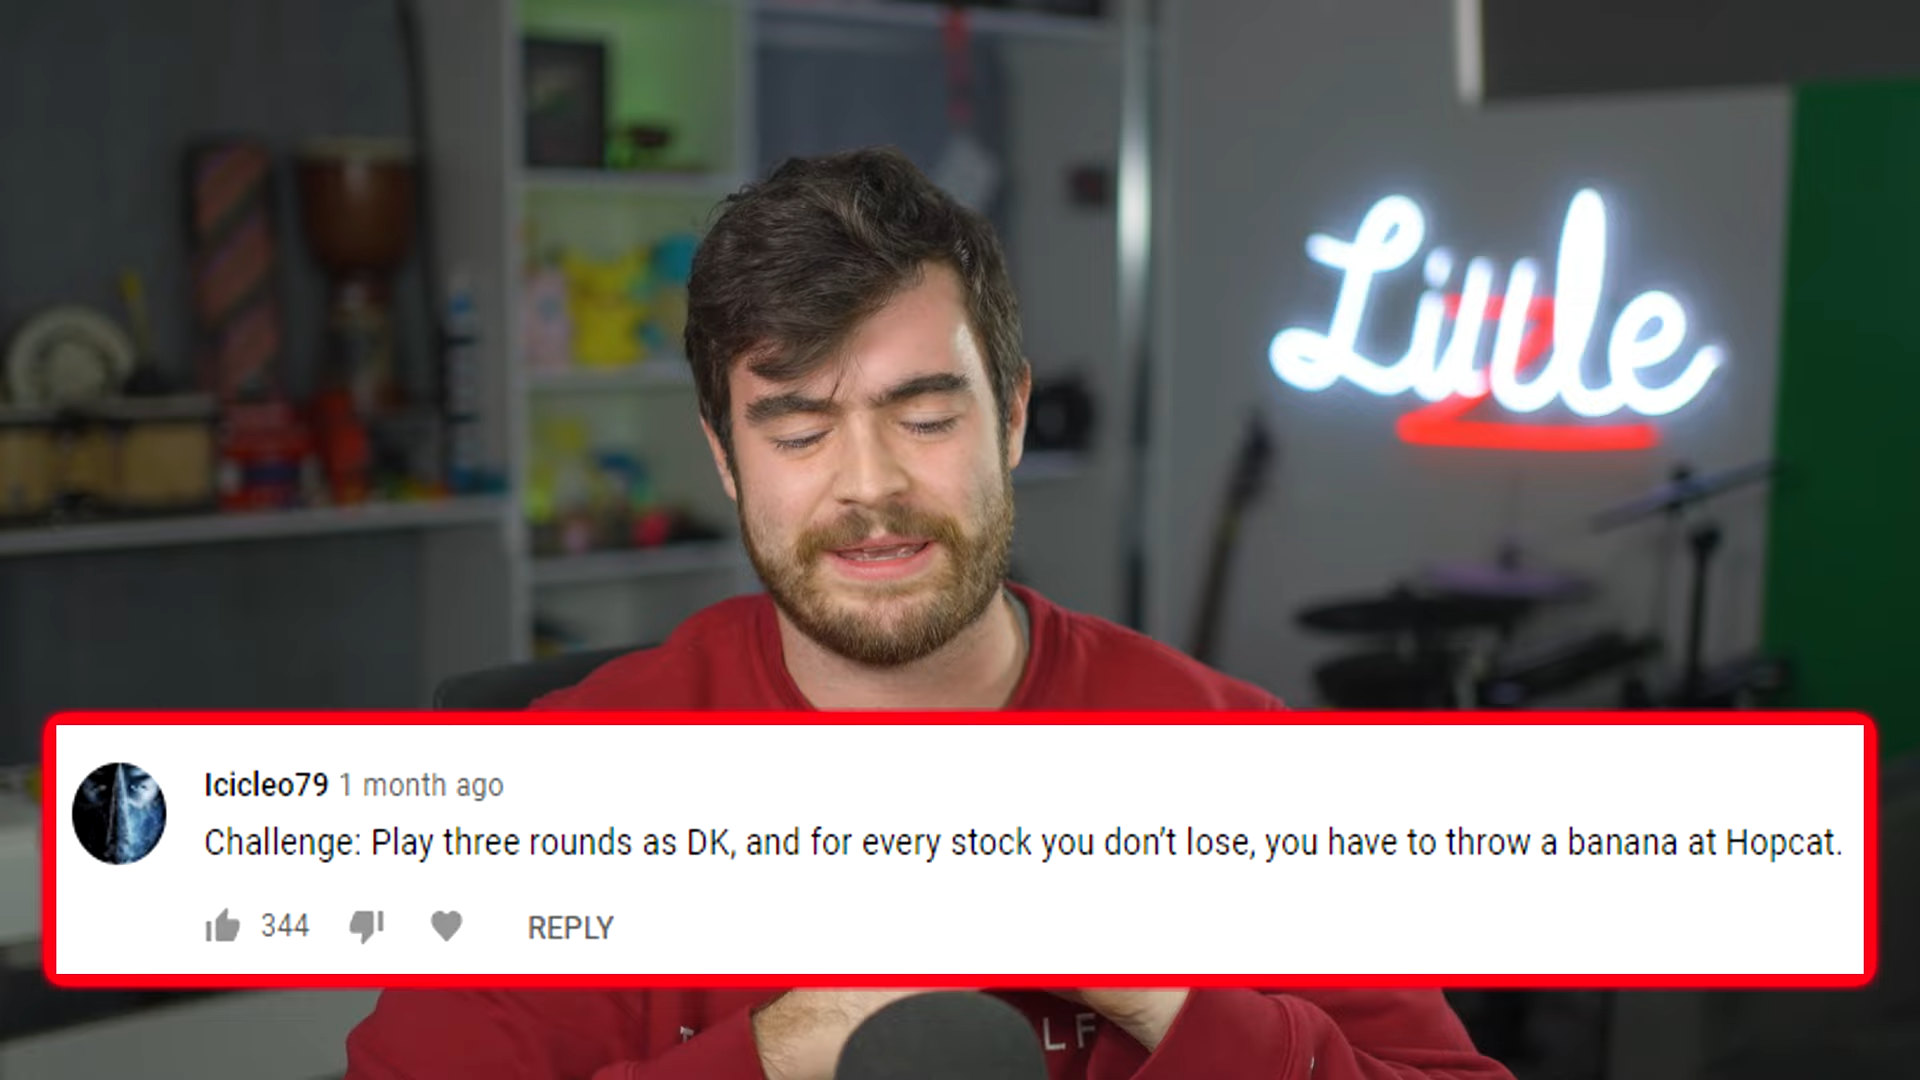 Little
Z
Icicleo79 1 month ago
Challenge: Play three rounds as DK, and for every stock you don’t lose, you have to throw a banana at Hopcat.
344
REPLY
LF